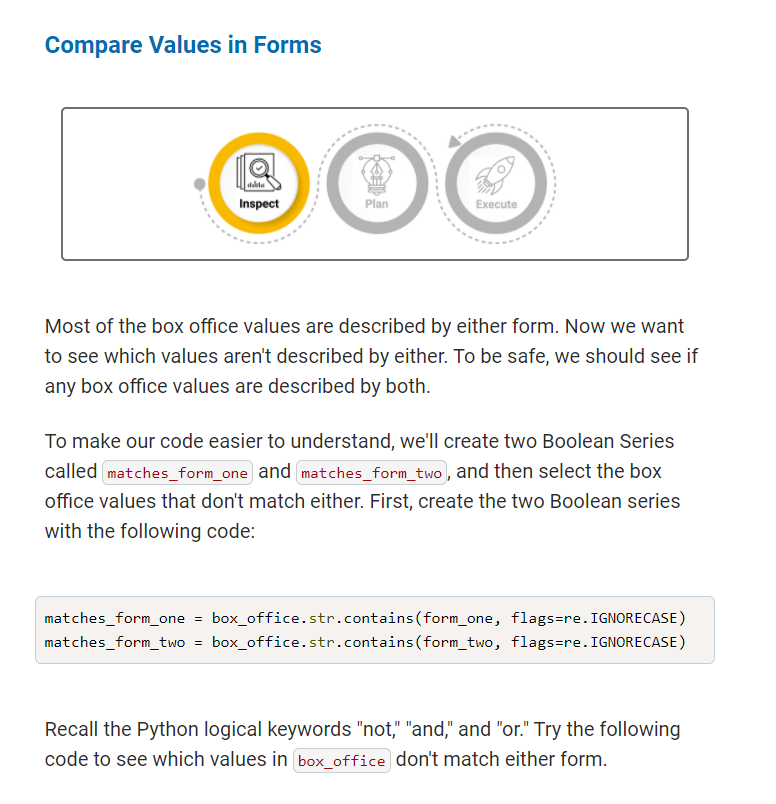 Compare Values in Forms
Inspect
Plan
Execute
Most of the box office values are described by either form. Now we want
to see which values aren't described by either. To be safe, we should see if
any box office values are described by both.
To make our code easier to understand, we'll create two Boolean Series
called matches_form_one and matches_form_two, and then select the box
office values that don't match either. First, create the two Boolean series
with the following code:
matches_form_one = box_office.str.contains(form_one, flags=re.IGNORECASE)
matches_form_two = box_office.str.contains(form_two, flags=re.IGNORECASE)
Recall the Python logical keywords "not," "and," and "or." Try the following
code to see which values in box_office don't match either form.